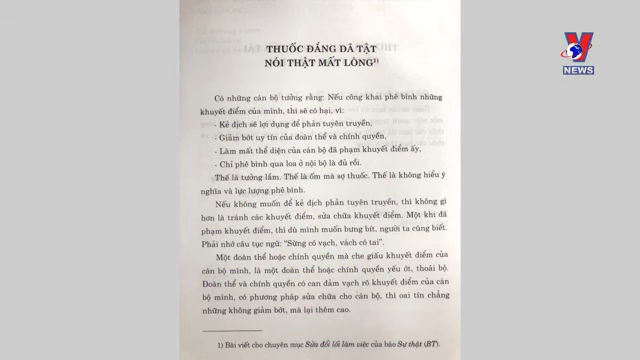 VNEWS
THUỐC ĐẮNG DÃ TẬT
NÓI THẬT MẤT LÒNG¹⁾
Có những cán bộ tưởng rằng: Nếu công khai phê bình những
khuyết điểm của mình, thì sẽ có hại, vì:
- Kẻ địch sẽ lợi dụng để phản tuyên truyền,
- Giảm bớt uy tín của đoàn thể và chính quyền,
- Làm mất thể diện của cán bộ đã phạm khuyết điểm ấy,
- Chỉ phê bình qua loa ở nội bộ là đủ rồi.
Thế là tưởng lầm. Thế là ốm mà sợ thuốc. Thế là không hiểu ý
nghĩa và lực lượng phê bình.
Nếu không muốn để kẻ địch phản tuyên truyền, thì không gì
hơn là tránh các khuyết điểm, sửa chữa khuyết điểm. Một khi đã
phạm khuyết điểm, thì dù mình muốn bưng bít, người ta cũng biết.
Phải nhớ câu tục ngữ: "Sừng có vạch, vách có tai".
Một đoàn thể hoặc chính quyền mà che giấu khuyết điểm của
cán bộ mình, là một đoàn thể hoặc chính quyền yếu ớt, thoái bộ.
Đoàn thể và chính quyền có can đảm vạch rõ khuyết điểm của cán
bộ mình, có phương pháp sửa chữa cho cán bộ, thì oai tín chẳng
những không giảm bớt, mà lại thêm cao.
1) Bài viết cho chuyên mục Sửa đổi lối làm việc của báo Sự thật (BT).